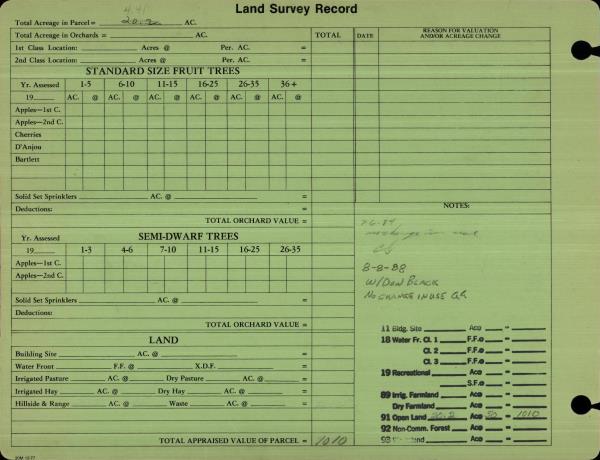 Land Survey Record
4.41
Total Acreage in Parcel = 20.2 AC.
Total Acreage in Orchards = AC. TOTAL DATE REASON FOR VALUATION AND/OR ACREAGE CHANGE
1st Class Location: Acres @ Per. AC. =
2nd Class Location: Acres @ Per. AC. =
STANDARD SIZE FRUIT TREES
Yr. Assessed 1-5 6-10 11-15 16-25 26-35 36+
19 AC. @ AC. @ AC. @ AC. @ AC. @ AC. @
Apples—1st C.
Apples—2nd C.
Cherries
D'Anjou
Bartlett
Solid Set Sprinklers AC. @ =
Deductions: =
TOTAL ORCHARD VALUE =
SEMI-DWARF TREES
Yr. Assessed 1-3 4-6 7-10 11-15 16-25 26-35
19
Apples—1st C.
Apples—2nd C.
Solid Set Sprinklers AC. @ =
Deductions:
TOTAL ORCHARD VALUE =
LAND
Building Site AC. @ =
Water Front F.F. @ X.D.F. =
Irrigated Pasture AC. @ Dry Pasture AC. @ =
Irrigated Hay AC. @ Dry Hay AC. @ =
Hillside & Range AC. @ Waste AC. @ =
TOTAL APPRAISED VALUE OF PARCEL = 1010
NOTES:
8-8-88
W/DON BLACK
NO CHANGE IN USE
11 Bldg. Site Ac@ =
18 Water Fr. Cl. 1 F.F.@ =
Cl. 2 F.F.@ =
Cl. 3 F.F.@ =
19 Recreational Ac@ =
S.F.@ =
89 Irrig. Farmland Ac@ =
Dry Farmland Ac@ =
91 Open Land 20.2 Ac@ 50 = 1010
92 Non-Comm. Forest Ac@ =
93 Ac@ =